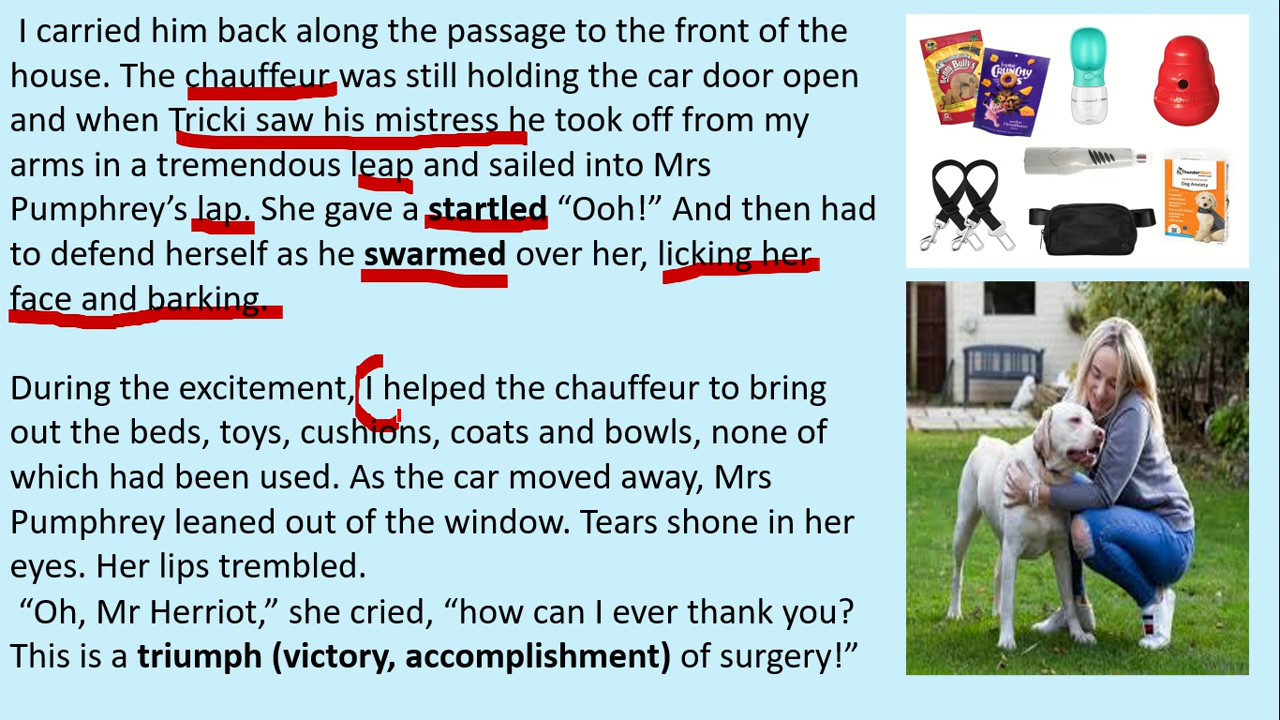 I carried him back along the passage to the front of the
house. The chauffeur was still holding the car door open
and when Tricki saw his mistress he took off from my
arms in a tremendous leap and sailed into Mrs
Pumphrey’s lap. She gave a startled “Ooh!” And then had
to defend herself as he swarmed over her, licking her
face and barking.
During the excitement, I helped the chauffeur to bring
out the beds, toys, cushions, coats and bowls, none of
which had been used. As the car moved away, Mrs
Pumphrey leaned out of the window. Tears shone in her
eyes. Her lips trembled.
“Oh, Mr Herriot,” she cried, “how can I ever thank you?
This is a triumph (victory, accomplishment) of surgery!”
CRUNCHY
Dog Anxiety